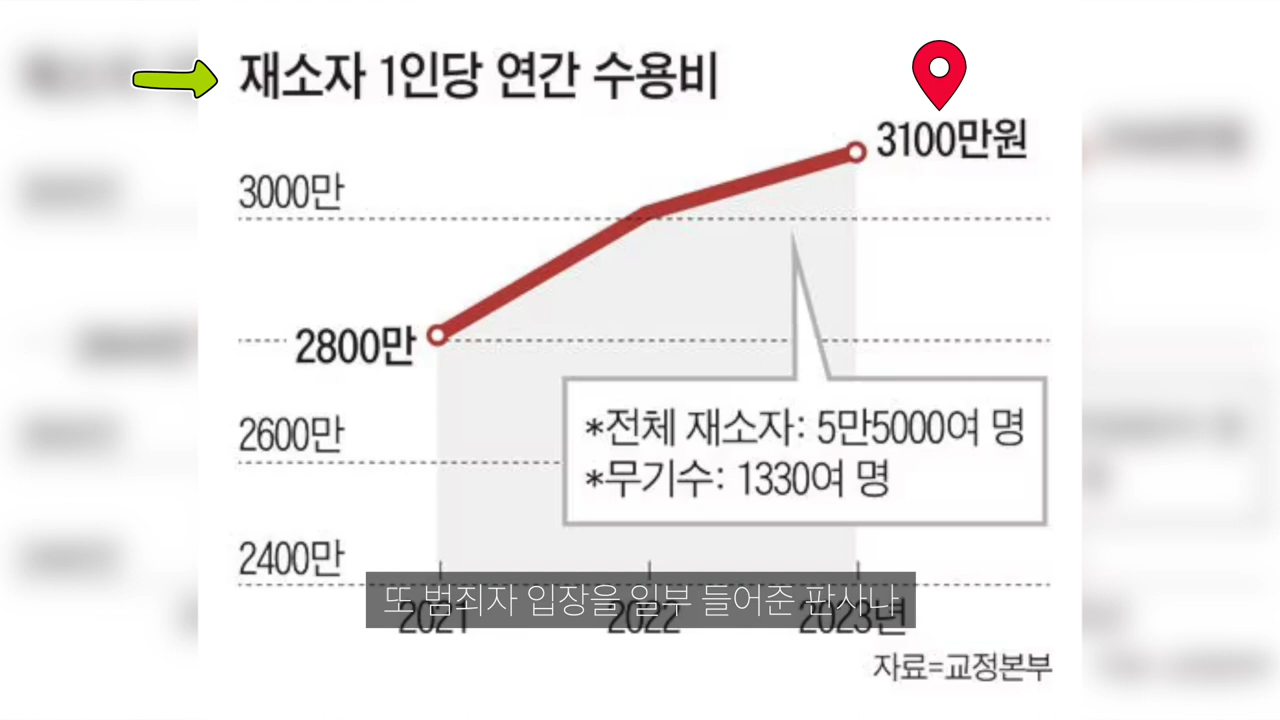 재소자 1인당 연간 수용비
3100만원
3000만
2800만
2600만
*전체 재소자: 5만5000여 명
*무기수: 1330여 명
2400만
또 범죄자 입장을 일부 들어준 판사나
2021
2022
2023년
자료=교정본부